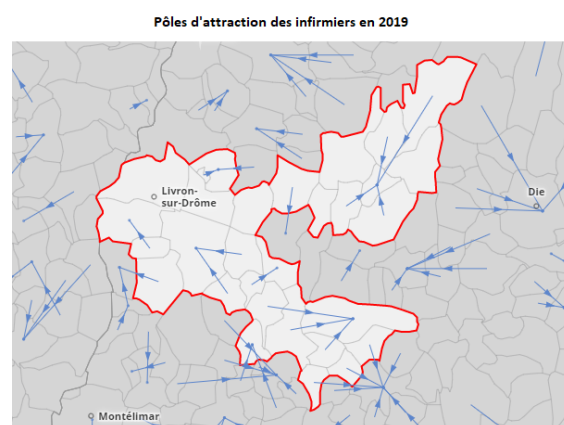 Pôles d'attraction des infirmiers en 2019
Livron-
sur-Drôme
Die
Montélimar